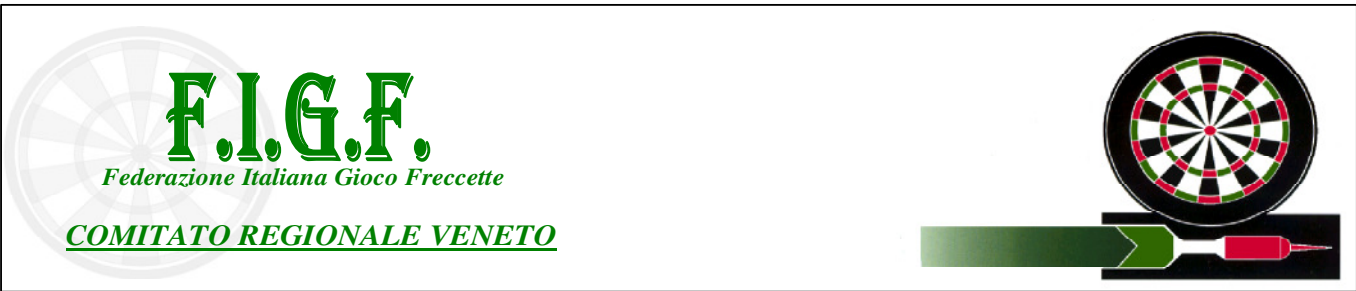 F.I.G.F.
Federazione Italiana Gioco Freccette
COMITATO REGIONALE VENETO